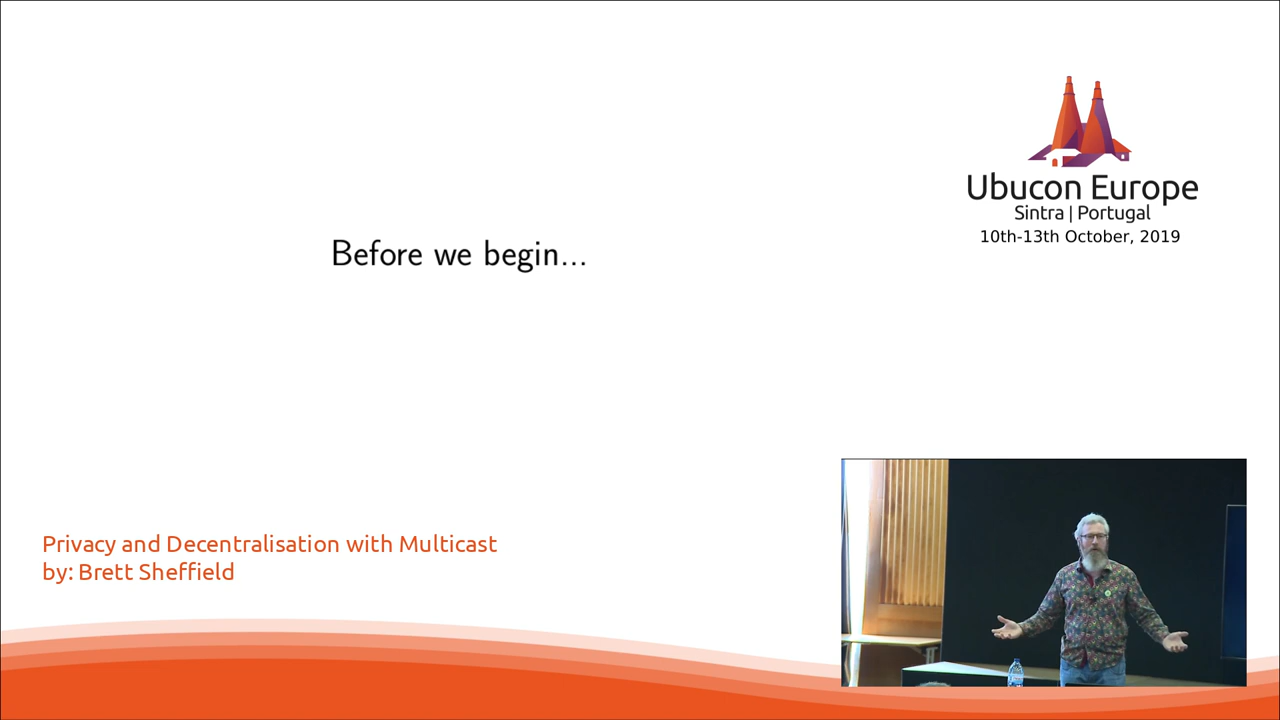 Ubucon Europe
Sintra | Portugal
10th-13th October, 2019
Before we begin...
Privacy and Decentralisation with Multicast
by: Brett Sheffield